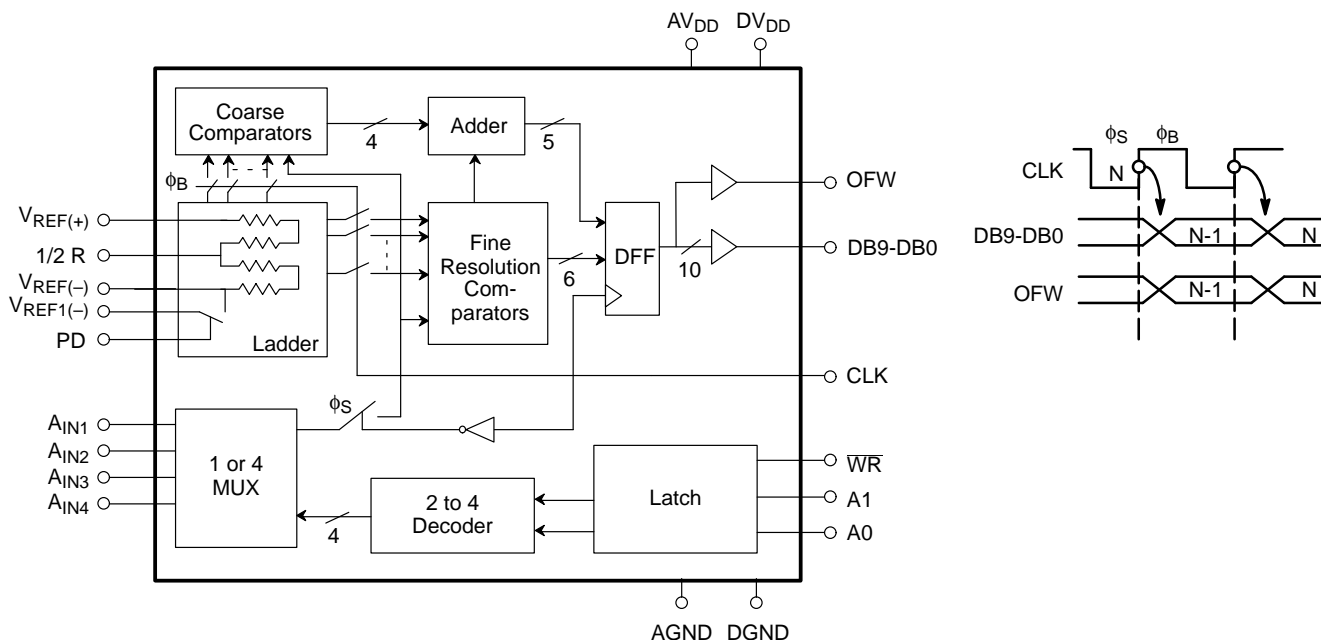 AVDD DVDD
Coarse
Comparators
4
Adder
5
ϕB
VREF(+)
1/2 R
VREF(–)
VREF1(–)
PD
Ladder
Fine
Resolution
Com-
parators
6
DFF
10
OFW
DB9-DB0
CLK
ϕS
AIN1
AIN2
AIN3
AIN4
1 or 4
MUX
4
2 to 4
Decoder
Latch
WR
A1
A0
AGND DGND
ϕS ϕB
CLK N
DB9-DB0 N-1 N
OFW N-1 N